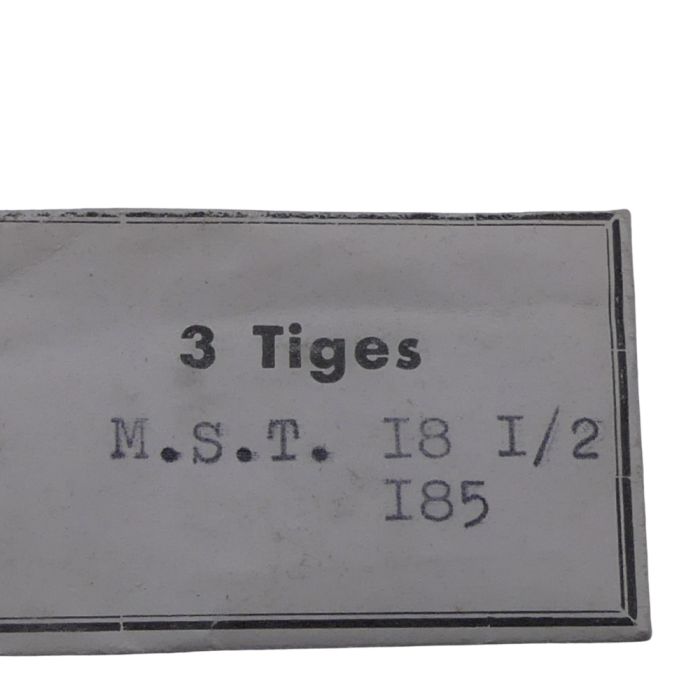 3 Tiges
M.S.T. I8 I/2
I85